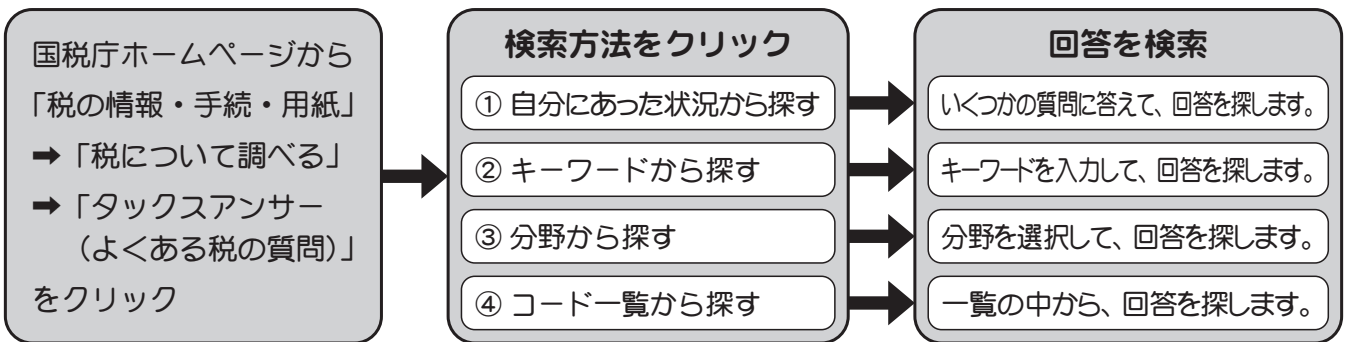 国税庁ホームページから
「税の情報・手続・用紙」
➡「税について調べる」
➡「タックスアンサー
（よくある税の質問）」
をクリック
検索方法をクリック
① 自分にあった状況から探す
② キーワードから探す
③ 分野から探す
④ コード一覧から探す
回答を検索
いくつかの質問に答えて、回答を探します。
キーワードを入力して、回答を探します。
分野を選択して、回答を探します。
一覧の中から、回答を探します。